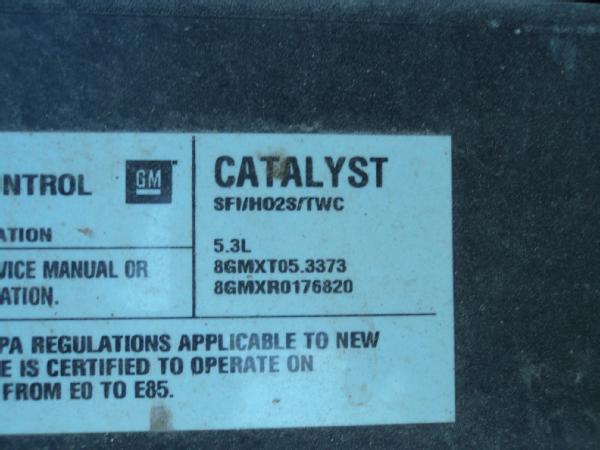 NTROL GM
ATION
VICE MANUAL OR
ATION.
CATALYST
SFI/HO2S/TWC
5.3L
8GMXT05.3373
8GMXR0176820
PA REGULATIONS APPLICABLE TO NEW
E IS CERTIFIED TO OPERATE ON
FROM E0 TO E85.